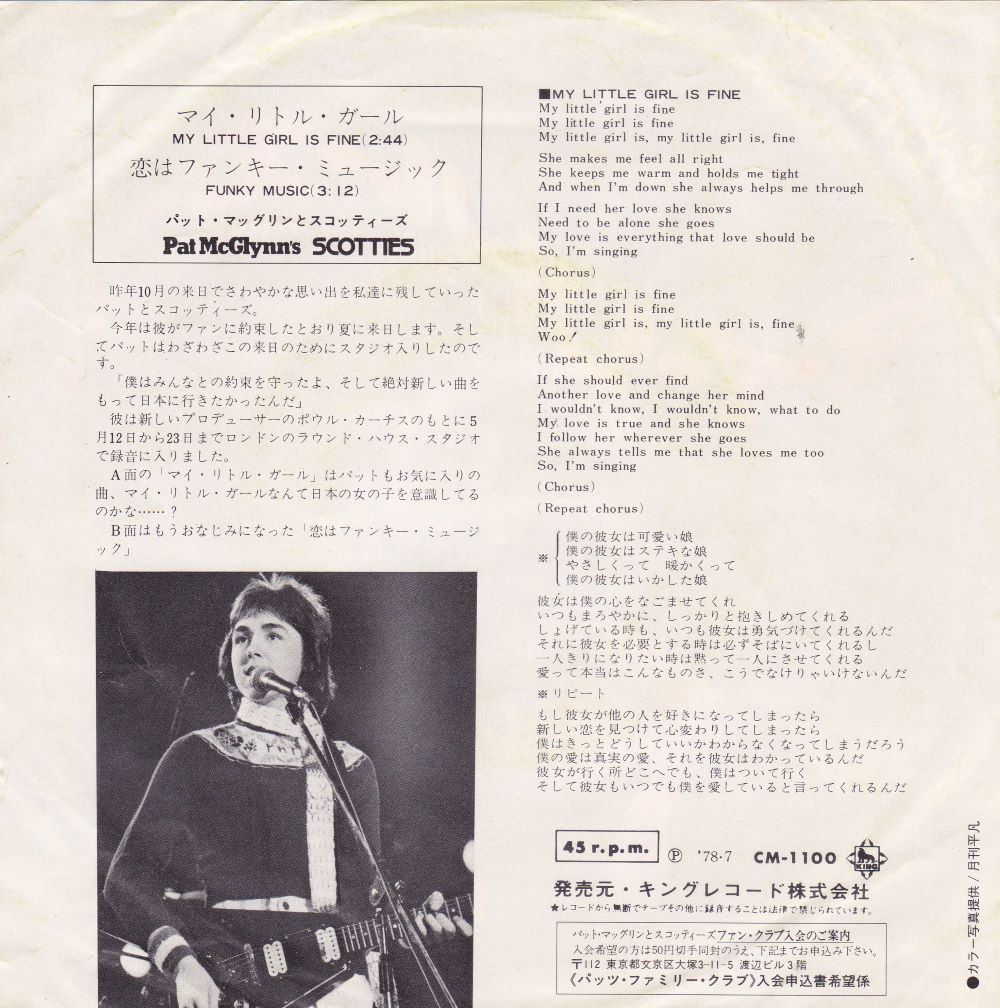 マイ・リトル・ガール
MY LITTLE GIRL IS FINE(2:44)
恋はファンキー・ミュージック
FUNKY MUSIC(3:12)
パット・マッグリンとスコッティーズ
Pat McGlynn's SCOTTIES
昨年10月の来日でさわやかな思い出を私達に残していった
パットとスコッティーズ。
今年は彼がファンに約束したとおり夏に来日します。そし
てパットはわざわざこの来日のためにスタジオ入りしたので
す。
「僕はみんなとの約束を守ったよ、そして絶対新しい曲を
もって日本に行きたかったんだ」
彼は新しいプロデューサーのポウル・カーチスのもとに5
月12日から23日までロンドンのラウンド・ハウス・スタジオ
で録音に入りました。
A面の「マイ・リトル・ガール」はパットもお気に入りの
曲、マイ・リトル・ガールなんて日本の女の子を意識してる
のかな……？
B面はもうおなじみになった「恋はファンキー・ミュージ
ック」
■MY LITTLE GIRL IS FINE
My little girl is fine
My little girl is fine
My little girl is, my little girl is, fine
She makes me feel all right
She keeps me warm and holds me tight
And when I'm down she always helps me through
If I need her love she knows
Need to be alone she goes
My love is everything that love should be
So, I'm singing
(Chorus)
My little girl is fine
My little girl is fine
My little girl is, my little girl is, fine
Woo!
(Repeat chorus)
If she should ever find
Another love and change her mind
I wouldn't know, I wouldn't know, what to do
My love is true and she knows
I follow her wherever she goes
She always tells me that she loves me too
So, I'm singing
(Chorus)
(Repeat chorus)
僕の彼女は可愛い娘
※ 僕の彼女はステキな娘
やさしくって 暖かくって
僕の彼女はいかした娘
彼女は僕の心をなごませてくれ
いつもまろやかに、しっかりと抱きしめてくれる
しょげている時も、いつも彼女は勇気づけてくれるんだ
それに彼女を必要とする時は必ずそばにいてくれるし
一人きりになりたい時は黙って一人にさせてくれる
愛って本当はこんなものさ、こうでなけりゃいけないんだ
※リピート
もし彼女が他の人を好きになってしまったら
新しい恋を見つけて心変わりしてしまったら
僕はきっとどうしていいかわからなくなってしまうだろう
僕の愛は真実の愛、それを彼女はわかっているんだ
彼女が行く所どこへでも、僕はついて行く
そして彼女もいつでも僕を愛していると言ってくれるんだ
45 r.p.m. Ⓟ '78・7 CM-1100 KING
発売元・キングレコード株式会社
★レコードから無断でテープその他に録音することは法律で禁じられています。
パット・マッグリンとスコッティーズファン・クラブ入会のご案内
入会希望の方は50円切手同封のうえ、下記までお申込み下さい。
〒112 東京都文京区大塚3-11-5 渡辺ビル3階
《パッツ・ファミリー・クラブ》入会申込書希望係
●カラー写真提供/月刊平凡